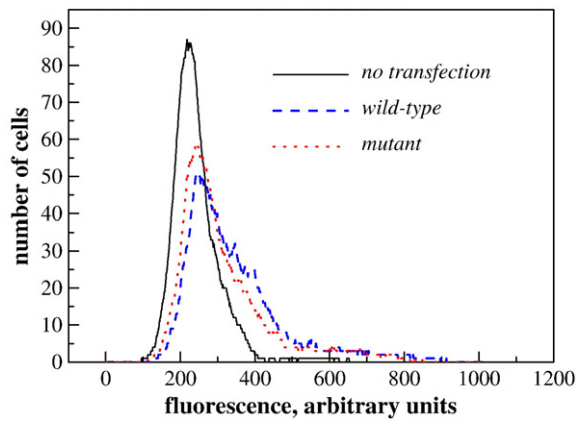 90
80
70
60
50
40
30
20
10
0
number of cells
no transfection
wild-type
mutant
0 200 400 600 800 1000 1200
fluorescence, arbitrary units